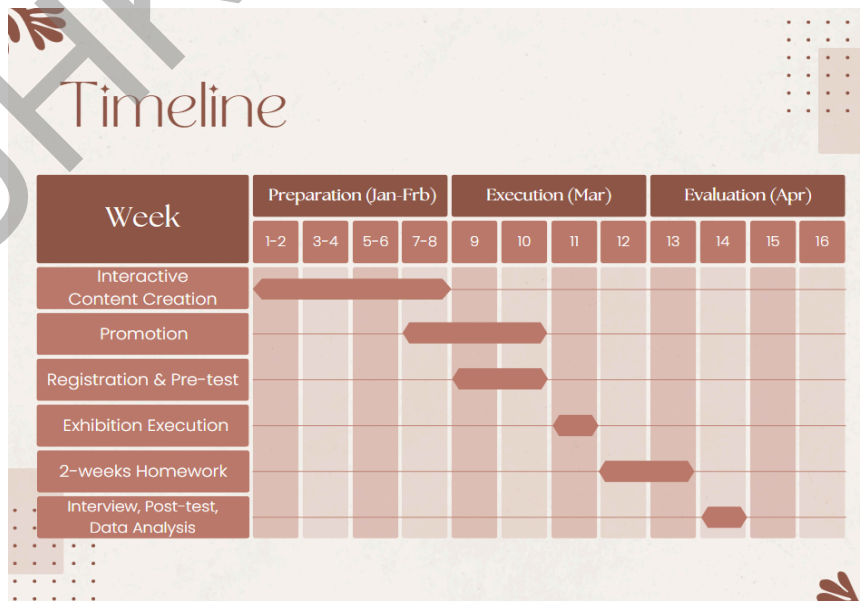 Timeline
Week
Preparation (Jan-Frb) Execution (Mar) Evaluation (Apr)
1-2 3-4 5-6 7-8 9 10 11 12 13 14 15 16
Interactive
Content Creation
Promotion
Registration & Pre-test
Exhibition Execution
2-weeks Homework
Interview, Post-test,
Data Analysis